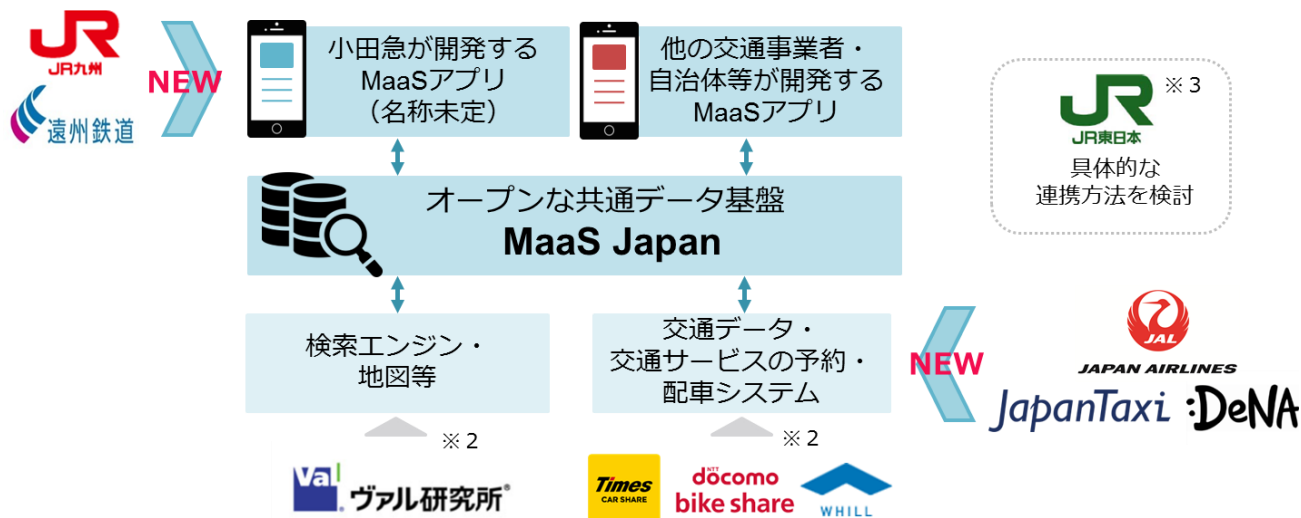 JR
JR九州
遠州鉄道
NEW
小田急が開発する
MaaSアプリ
（名称未定）
他の交通事業者・
自治体等が開発する
MaaSアプリ
JR
※３
JR東日本
具体的な
連携方法を検討
オープンな共通データ基盤
MaaS Japan
検索エンジン・
地図等
交通データ・
交通サービスの予約・
配車システム
NEW
JAL
JAPAN AIRLINES
JapanTaxi
:DeNA
※２
※２
Val
ヴァル研究所®
Times
CAR SHARE
NTT
docomo
bike share
WHILL